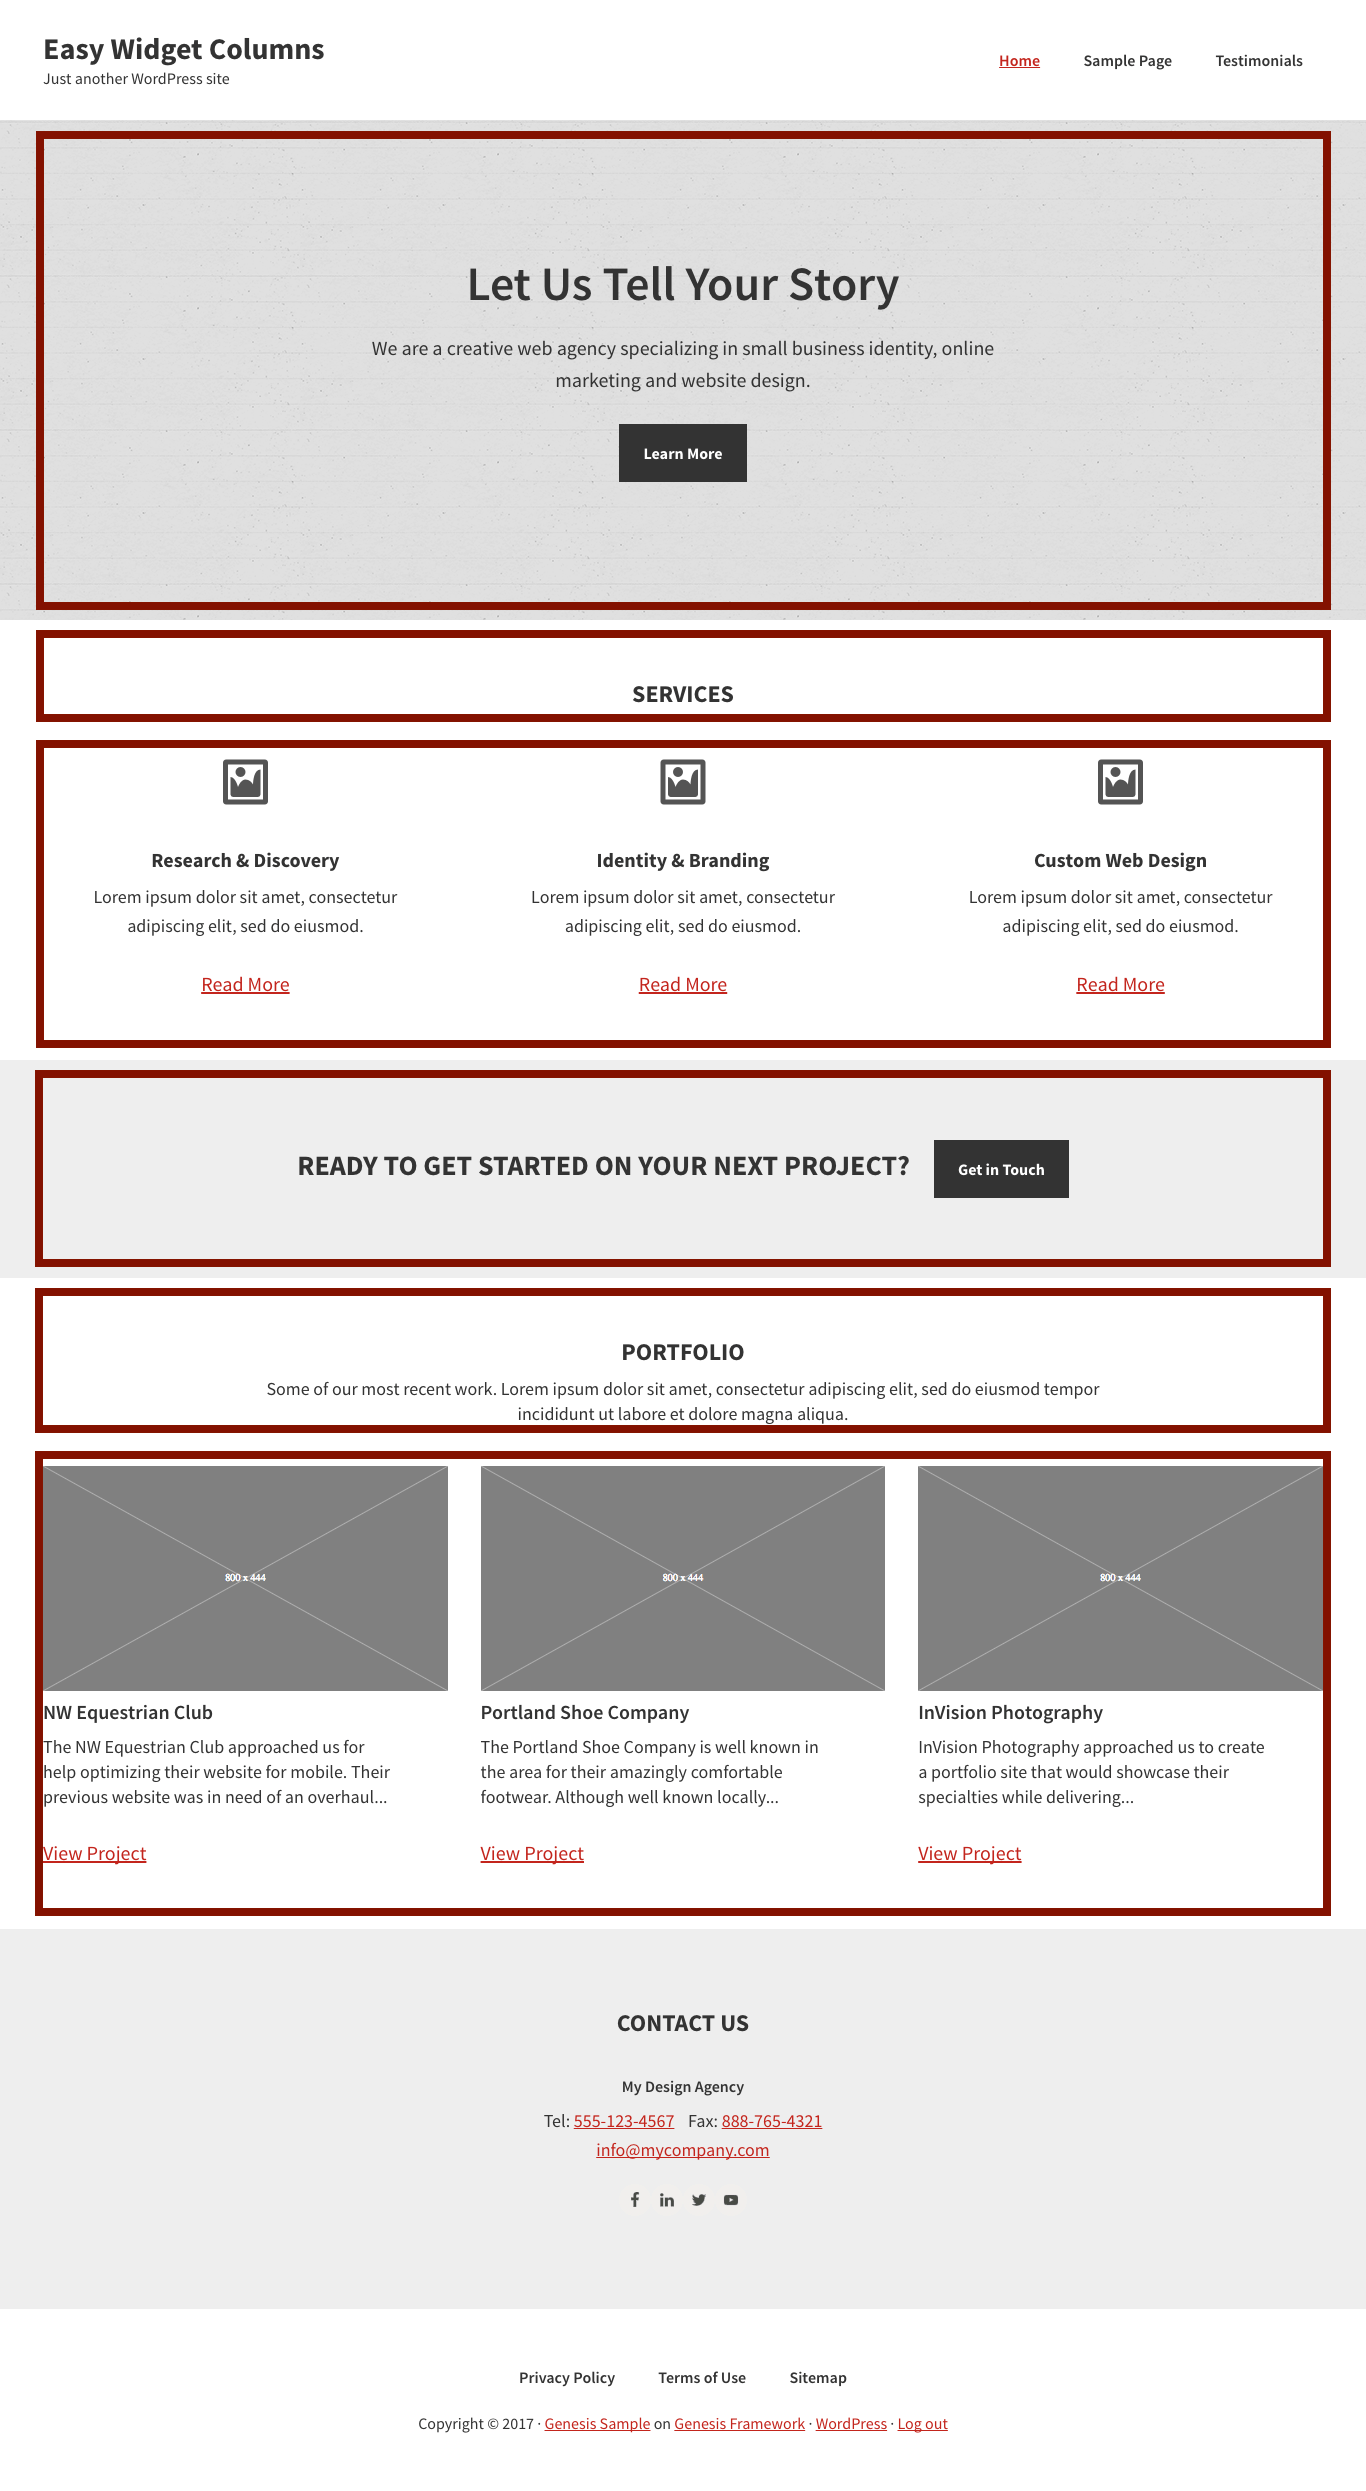 Easy Widget Columns
Just another WordPress site
Home Sample Page Testimonials
Let Us Tell Your Story
We are a creative web agency specializing in small business identity, online
marketing and website design.
Learn More
SERVICES
Research & Discovery
Lorem ipsum dolor sit amet, consectetur
adipiscing elit, sed do eiusmod.
Read More
Identity & Branding
Lorem ipsum dolor sit amet, consectetur
adipiscing elit, sed do eiusmod.
Read More
Custom Web Design
Lorem ipsum dolor sit amet, consectetur
adipiscing elit, sed do eiusmod.
Read More
READY TO GET STARTED ON YOUR NEXT PROJECT? Get in Touch
PORTFOLIO
Some of our most recent work. Lorem ipsum dolor sit amet, consectetur adipiscing elit, sed do eiusmod tempor
incididunt ut labore et dolore magna aliqua.
800 x 444
NW Equestrian Club
The NW Equestrian Club approached us for
help optimizing their website for mobile. Their
previous website was in need of an overhaul...
View Project
800 x 444
Portland Shoe Company
The Portland Shoe Company is well known in
the area for their amazingly comfortable
footwear. Although well known locally...
View Project
800 x 444
InVision Photography
InVision Photography approached us to create
a portfolio site that would showcase their
specialties while delivering...
View Project
CONTACT US
My Design Agency
Tel: 555-123-4567 Fax: 888-765-4321
info@mycompany.com
Privacy Policy Terms of Use Sitemap
Copyright © 2017 · Genesis Sample on Genesis Framework · WordPress · Log out